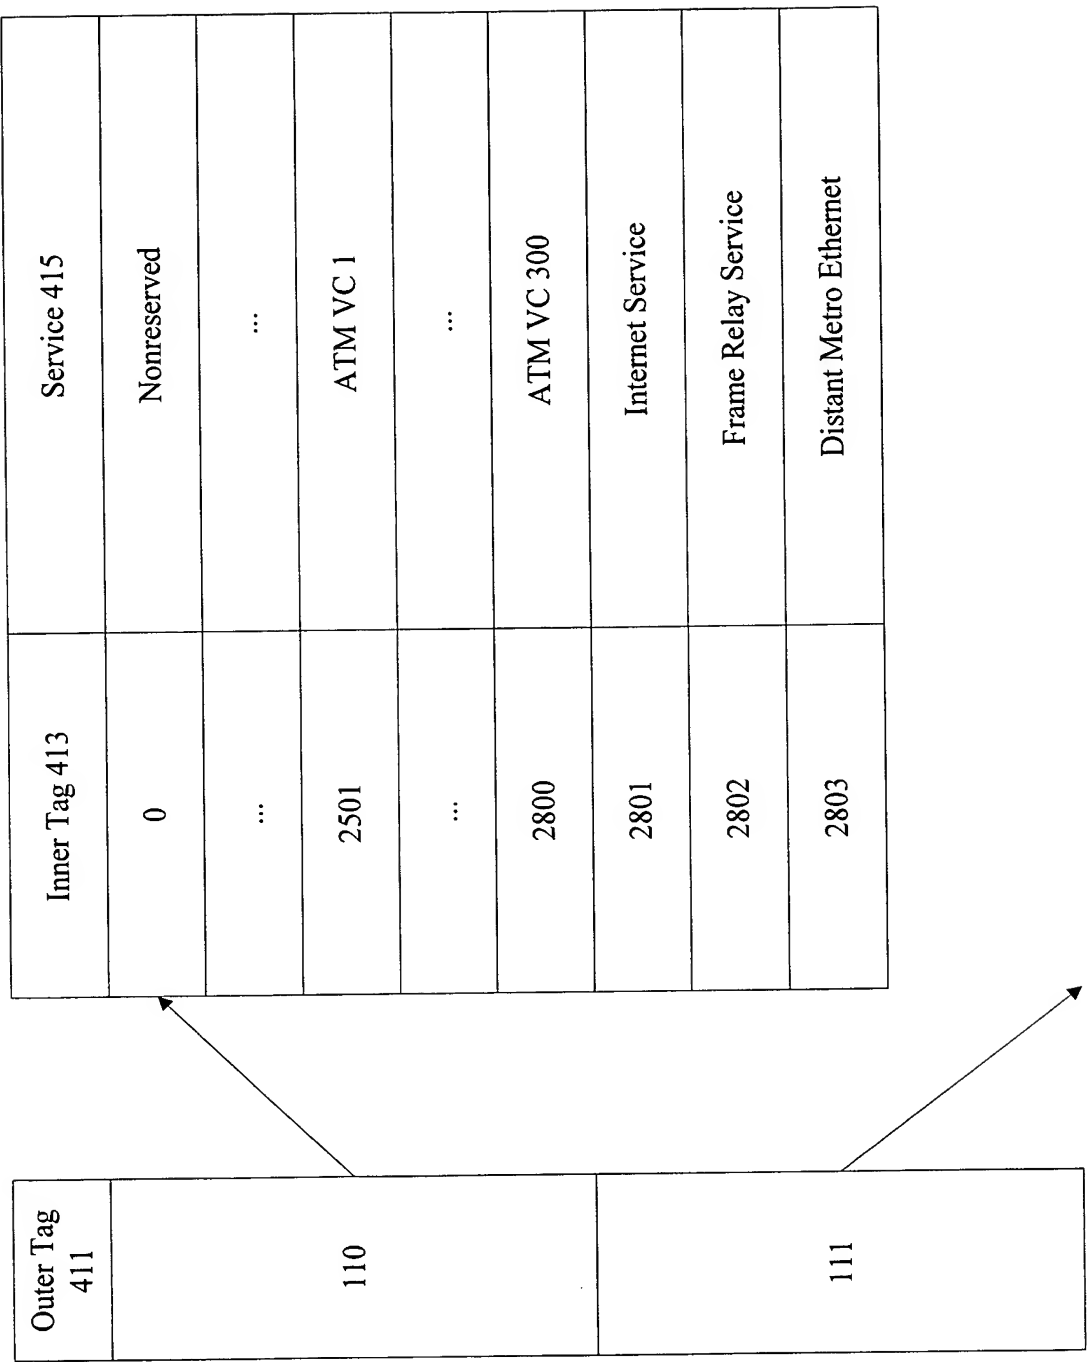 Outer Tag
411
110
111
Inner Tag 413
Service 415
0
Nonreserved
...
...
2501
ATM VC 1
...
...
2800
ATM VC 300
2801
Internet Service
2802
Frame Relay Service
2803
Distant Metro Ethernet